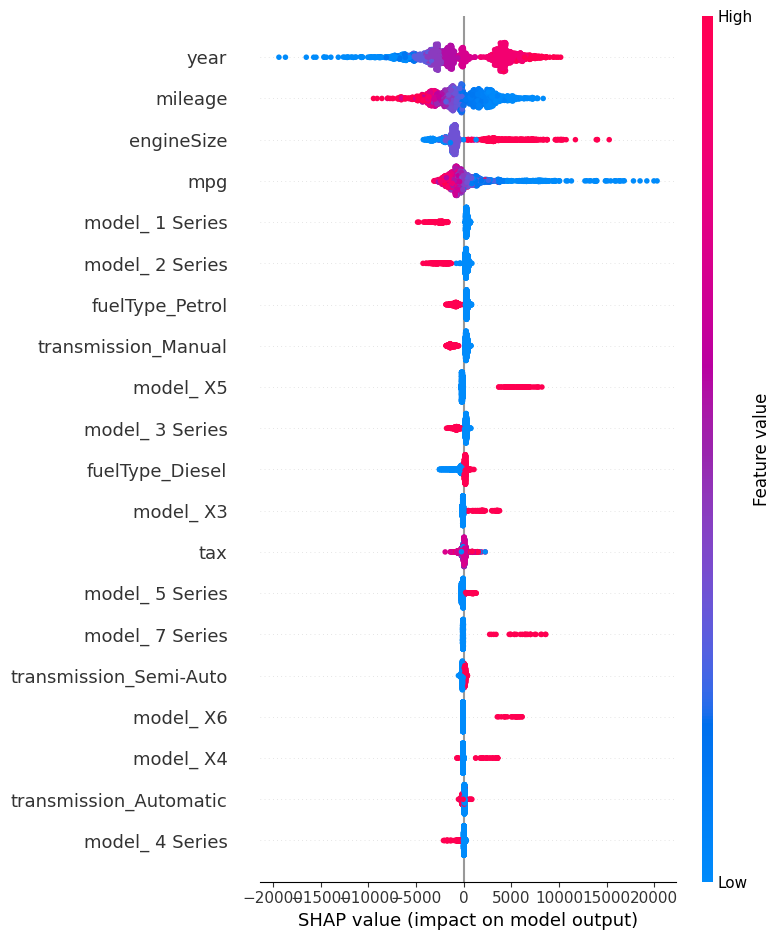 High
year
mileage
engineSize
mpg
model_ 1 Series
model_ 2 Series
fuelType_Petrol
transmission_Manual
model_ X5
model_ 3 Series
fuelType_Diesel
model_ X3
tax
model_ 5 Series
model_ 7 Series
transmission_Semi-Auto
model_ X6
model_ X4
transmission_Automatic
model_ 4 Series
Feature value
Low
−20000 −15000 −10000 −5000 0 5000 10000 15000 20000
SHAP value (impact on model output)